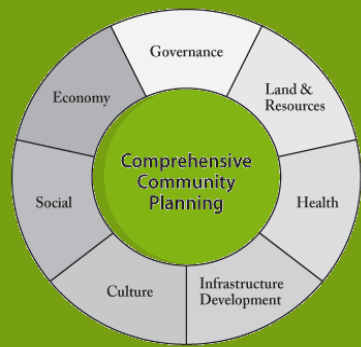 Governance
Land &
Resources
Health
Infrastructure
Development
Culture
Social
Economy
Comprehensive
Community
Planning